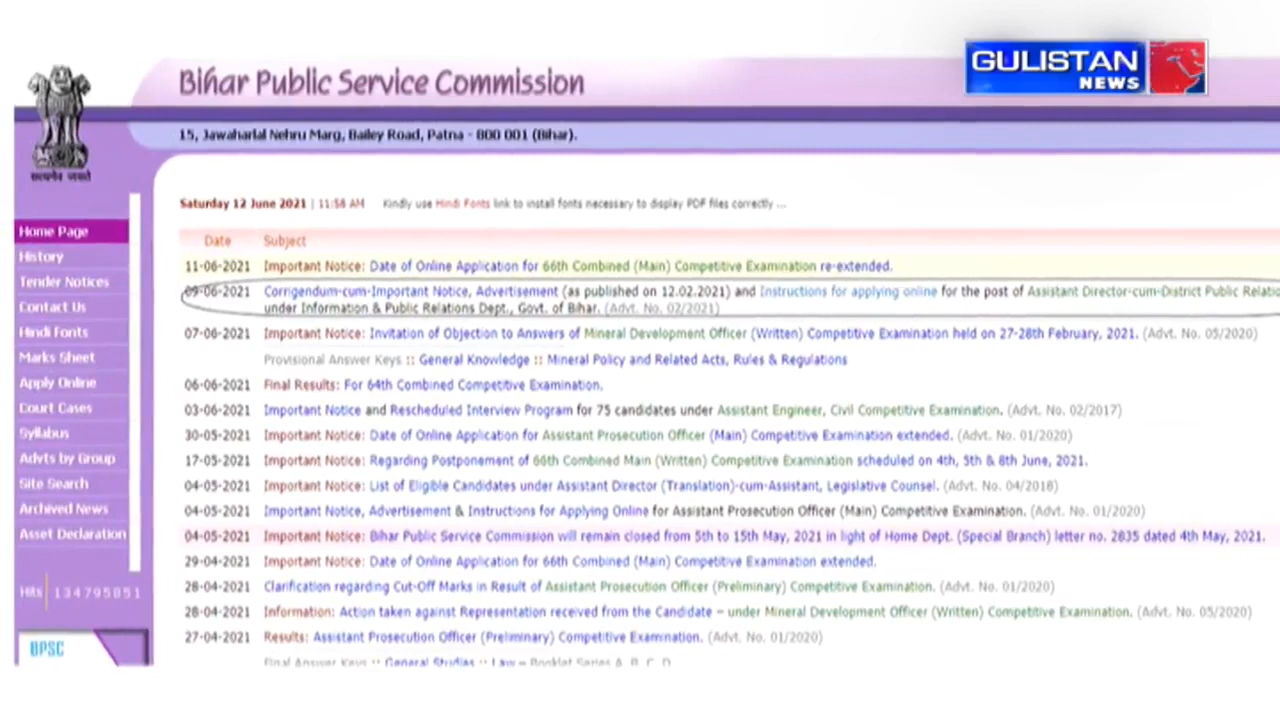 GULISTAN
NEWS
Bihar Public Service Commission
15, Jawaharlal Nehru Marg, Bailey Road, Patna - 800 001 (Bihar).
सत्यमेव जयते
Saturday 12 June 2021 | 11:58 AM Kindly use Hindi Fonts link to install fonts necessary to display PDF files correctly ...
Home Page
History
Tender Notices
Contact Us
Hindi Fonts
Marks Sheet
Apply Online
Court Cases
Syllabus
Advts by Group
Site Search
Archived News
Asset Declaration
Hits 134795851
BPSC
Date Subject
11-06-2021 Important Notice: Date of Online Application for 66th Combined (Main) Competitive Examination re-extended.
09-06-2021 Corrigendum-cum-Important Notice, Advertisement (as published on 12.02.2021) and Instructions for applying online for the post of Assistant Director-cum-District Public
under Information & Public Relations Dept., Govt. of Bihar. (Advt. No. 02/2021)
07-06-2021 Important Notice: Invitation of Objection to Answers of Mineral Development Officer (Written) Competitive Examination held on 27-28th February, 2021. (Advt. No. 05/2020)
Provisional Answer Keys :: General Knowledge :: Mineral Policy and Related Acts, Rules & Regulations
06-06-2021 Final Results: For 64th Combined Competitive Examination.
03-06-2021 Important Notice and Rescheduled Interview Program for 75 candidates under Assistant Engineer, Civil Competitive Examination. (Advt. No. 02/2017)
30-05-2021 Important Notice: Date of Online Application for Assistant Prosecution Officer (Main) Competitive Examination extended. (Advt. No. 01/2020)
17-05-2021 Important Notice: Regarding Postponement of 66th Combined Main (Written) Competitive Examination scheduled on 4th, 5th & 8th June, 2021.
04-05-2021 Important Notice: List of Eligible Candidates under Assistant Director (Translation)-cum-Assistant, Legislative Counsel. (Advt. No. 04/2018)
04-05-2021 Important Notice, Advertisement & Instructions for Applying Online for Assistant Prosecution Officer (Main) Competitive Examination. (Advt. No. 01/2020)
04-05-2021 Important Notice: Bihar Public Service Commission will remain closed from 5th to 15th May, 2021 in light of Home Dept. (Special Branch) letter no. 2835 dated 4th May, 2021.
29-04-2021 Important Notice: Date of Online Application for 66th Combined (Main) Competitive Examination extended.
28-04-2021 Clarification regarding Cut-Off Marks in Result of Assistant Prosecution Officer (Preliminary) Competitive Examination. (Advt. No. 01/2020)
28-04-2021 Information: Action taken against Representation received from the Candidate – under Mineral Development Officer (Written) Competitive Examination. (Advt. No. 05/2020)
27-04-2021 Results: Assistant Prosecution Officer (Preliminary) Competitive Examination. (Advt. No. 01/2020)
Final Answer Keys :: General Studies :: Law – Booklet Series A, B, C, D